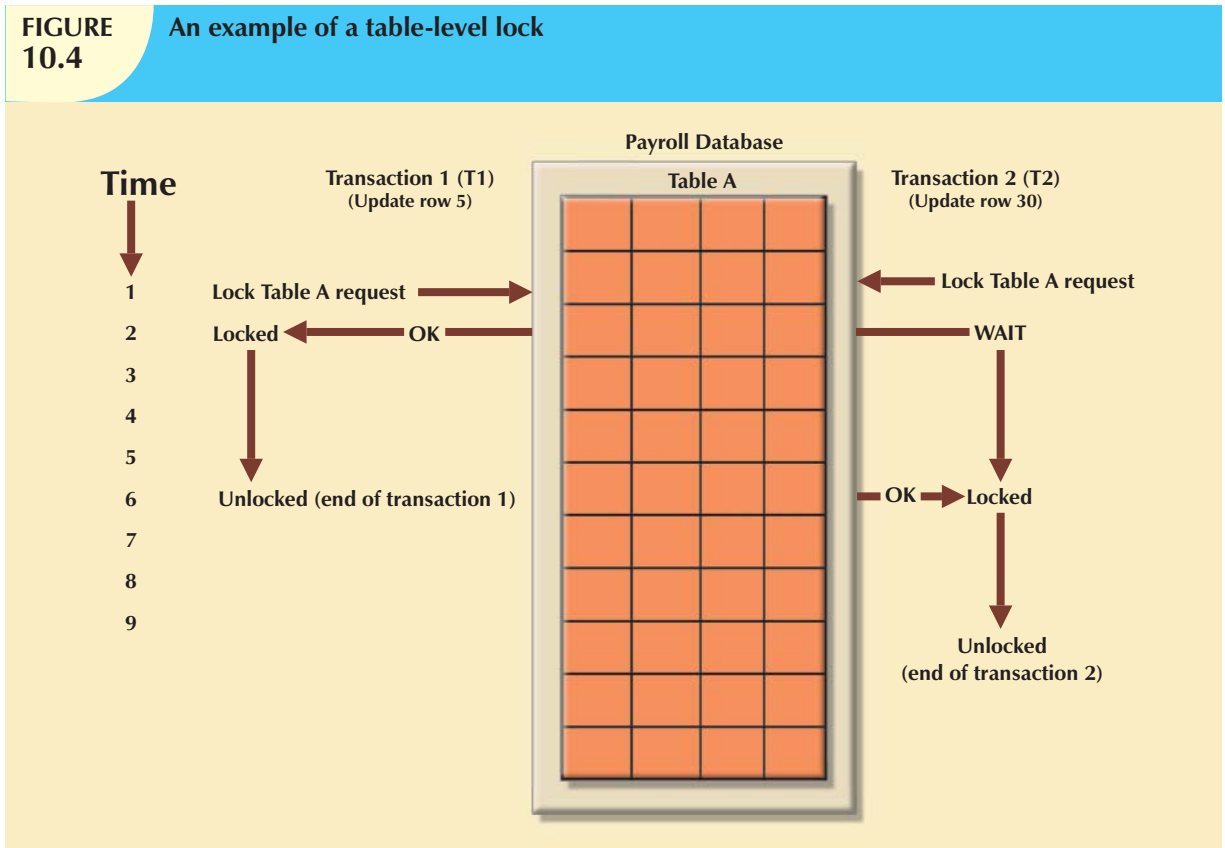 FIGURE
10.4
An example of a table-level lock
Payroll Database
Time
Transaction 1 (T1)
(Update row 5)
Table A
Transaction 2 (T2)
(Update row 30)
1 Lock Table A request Lock Table A request
2 Locked OK WAIT
3
4
5
6 Unlocked (end of transaction 1) OK Locked
7
8
9
Unlocked
(end of transaction 2)